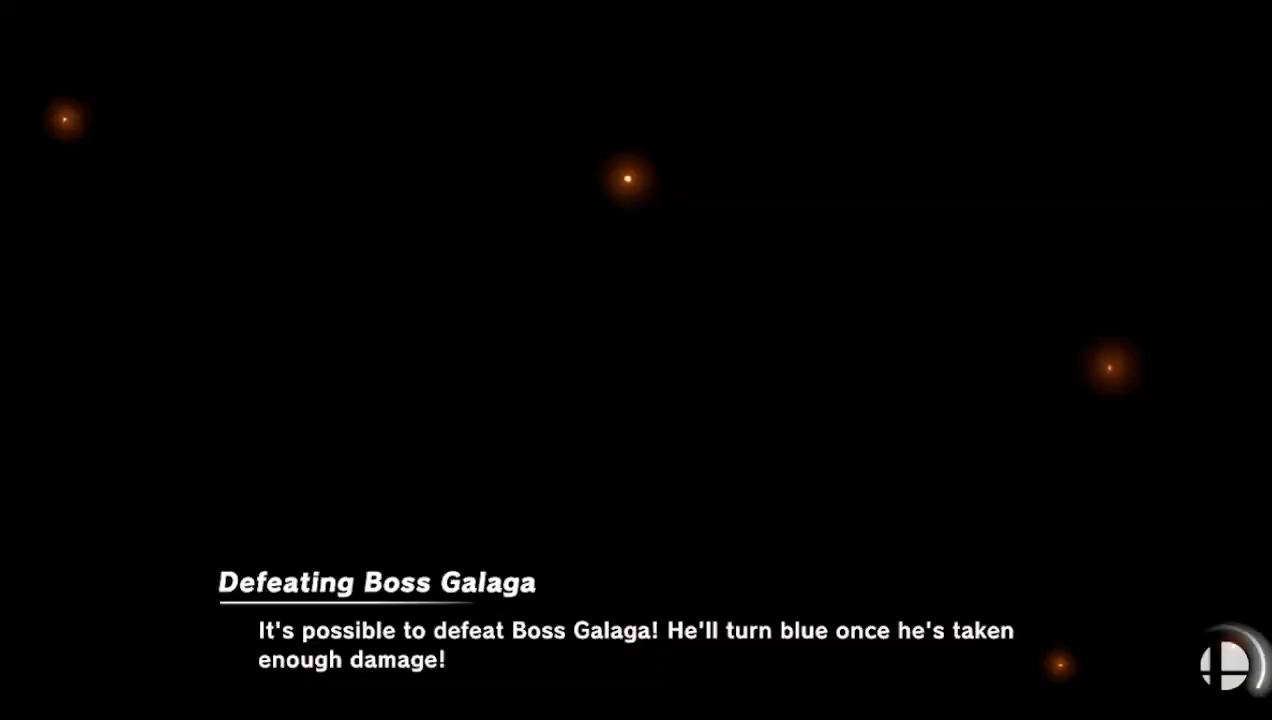 Defeating Boss Galaga
It's possible to defeat Boss Galaga! He'll turn blue once he's taken
enough damage!